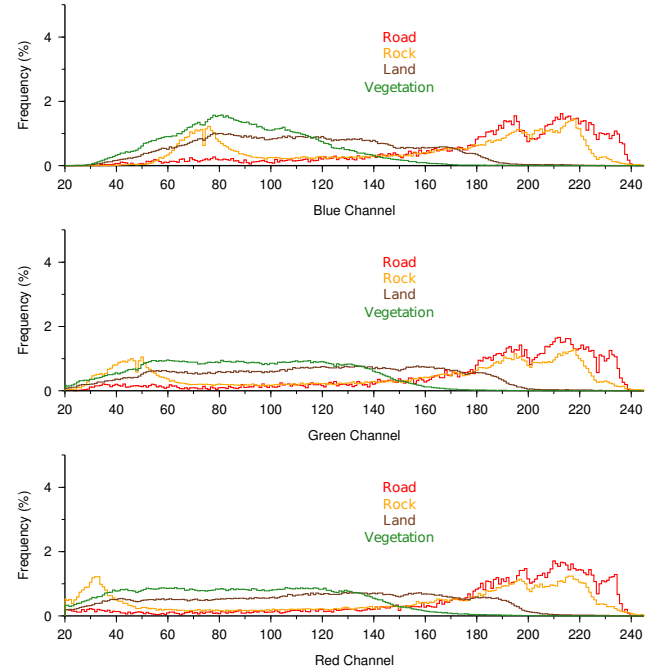 4
2
0
Frequency (%)
Road
Rock
Land
Vegetation
20 40 60 80 100 120 140 160 180 200 220 240
Blue Channel
4
2
0
Frequency (%)
Road
Rock
Land
Vegetation
20 40 60 80 100 120 140 160 180 200 220 240
Green Channel
4
2
0
Frequency (%)
Road
Rock
Land
Vegetation
20 40 60 80 100 120 140 160 180 200 220 240
Red Channel